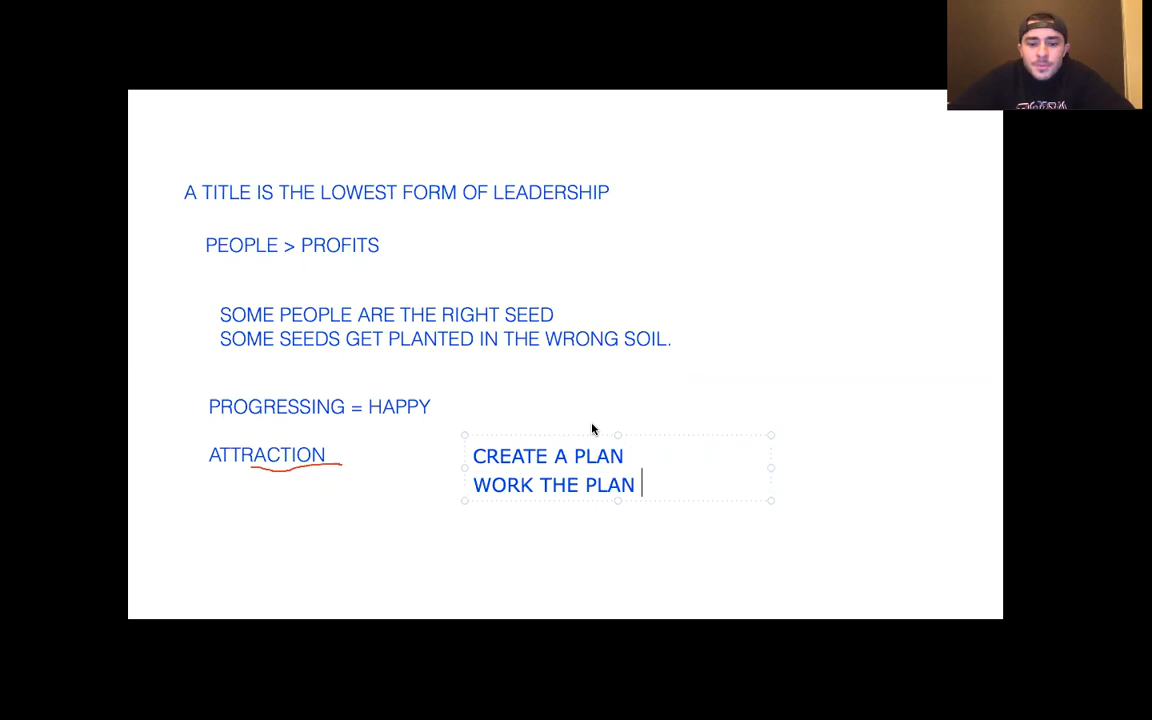 A TITLE IS THE LOWEST FORM OF LEADERSHIP
PEOPLE > PROFITS
SOME PEOPLE ARE THE RIGHT SEED
SOME SEEDS GET PLANTED IN THE WRONG SOIL.
PROGRESSING = HAPPY
ATTRACTION
CREATE A PLAN
WORK THE PLAN